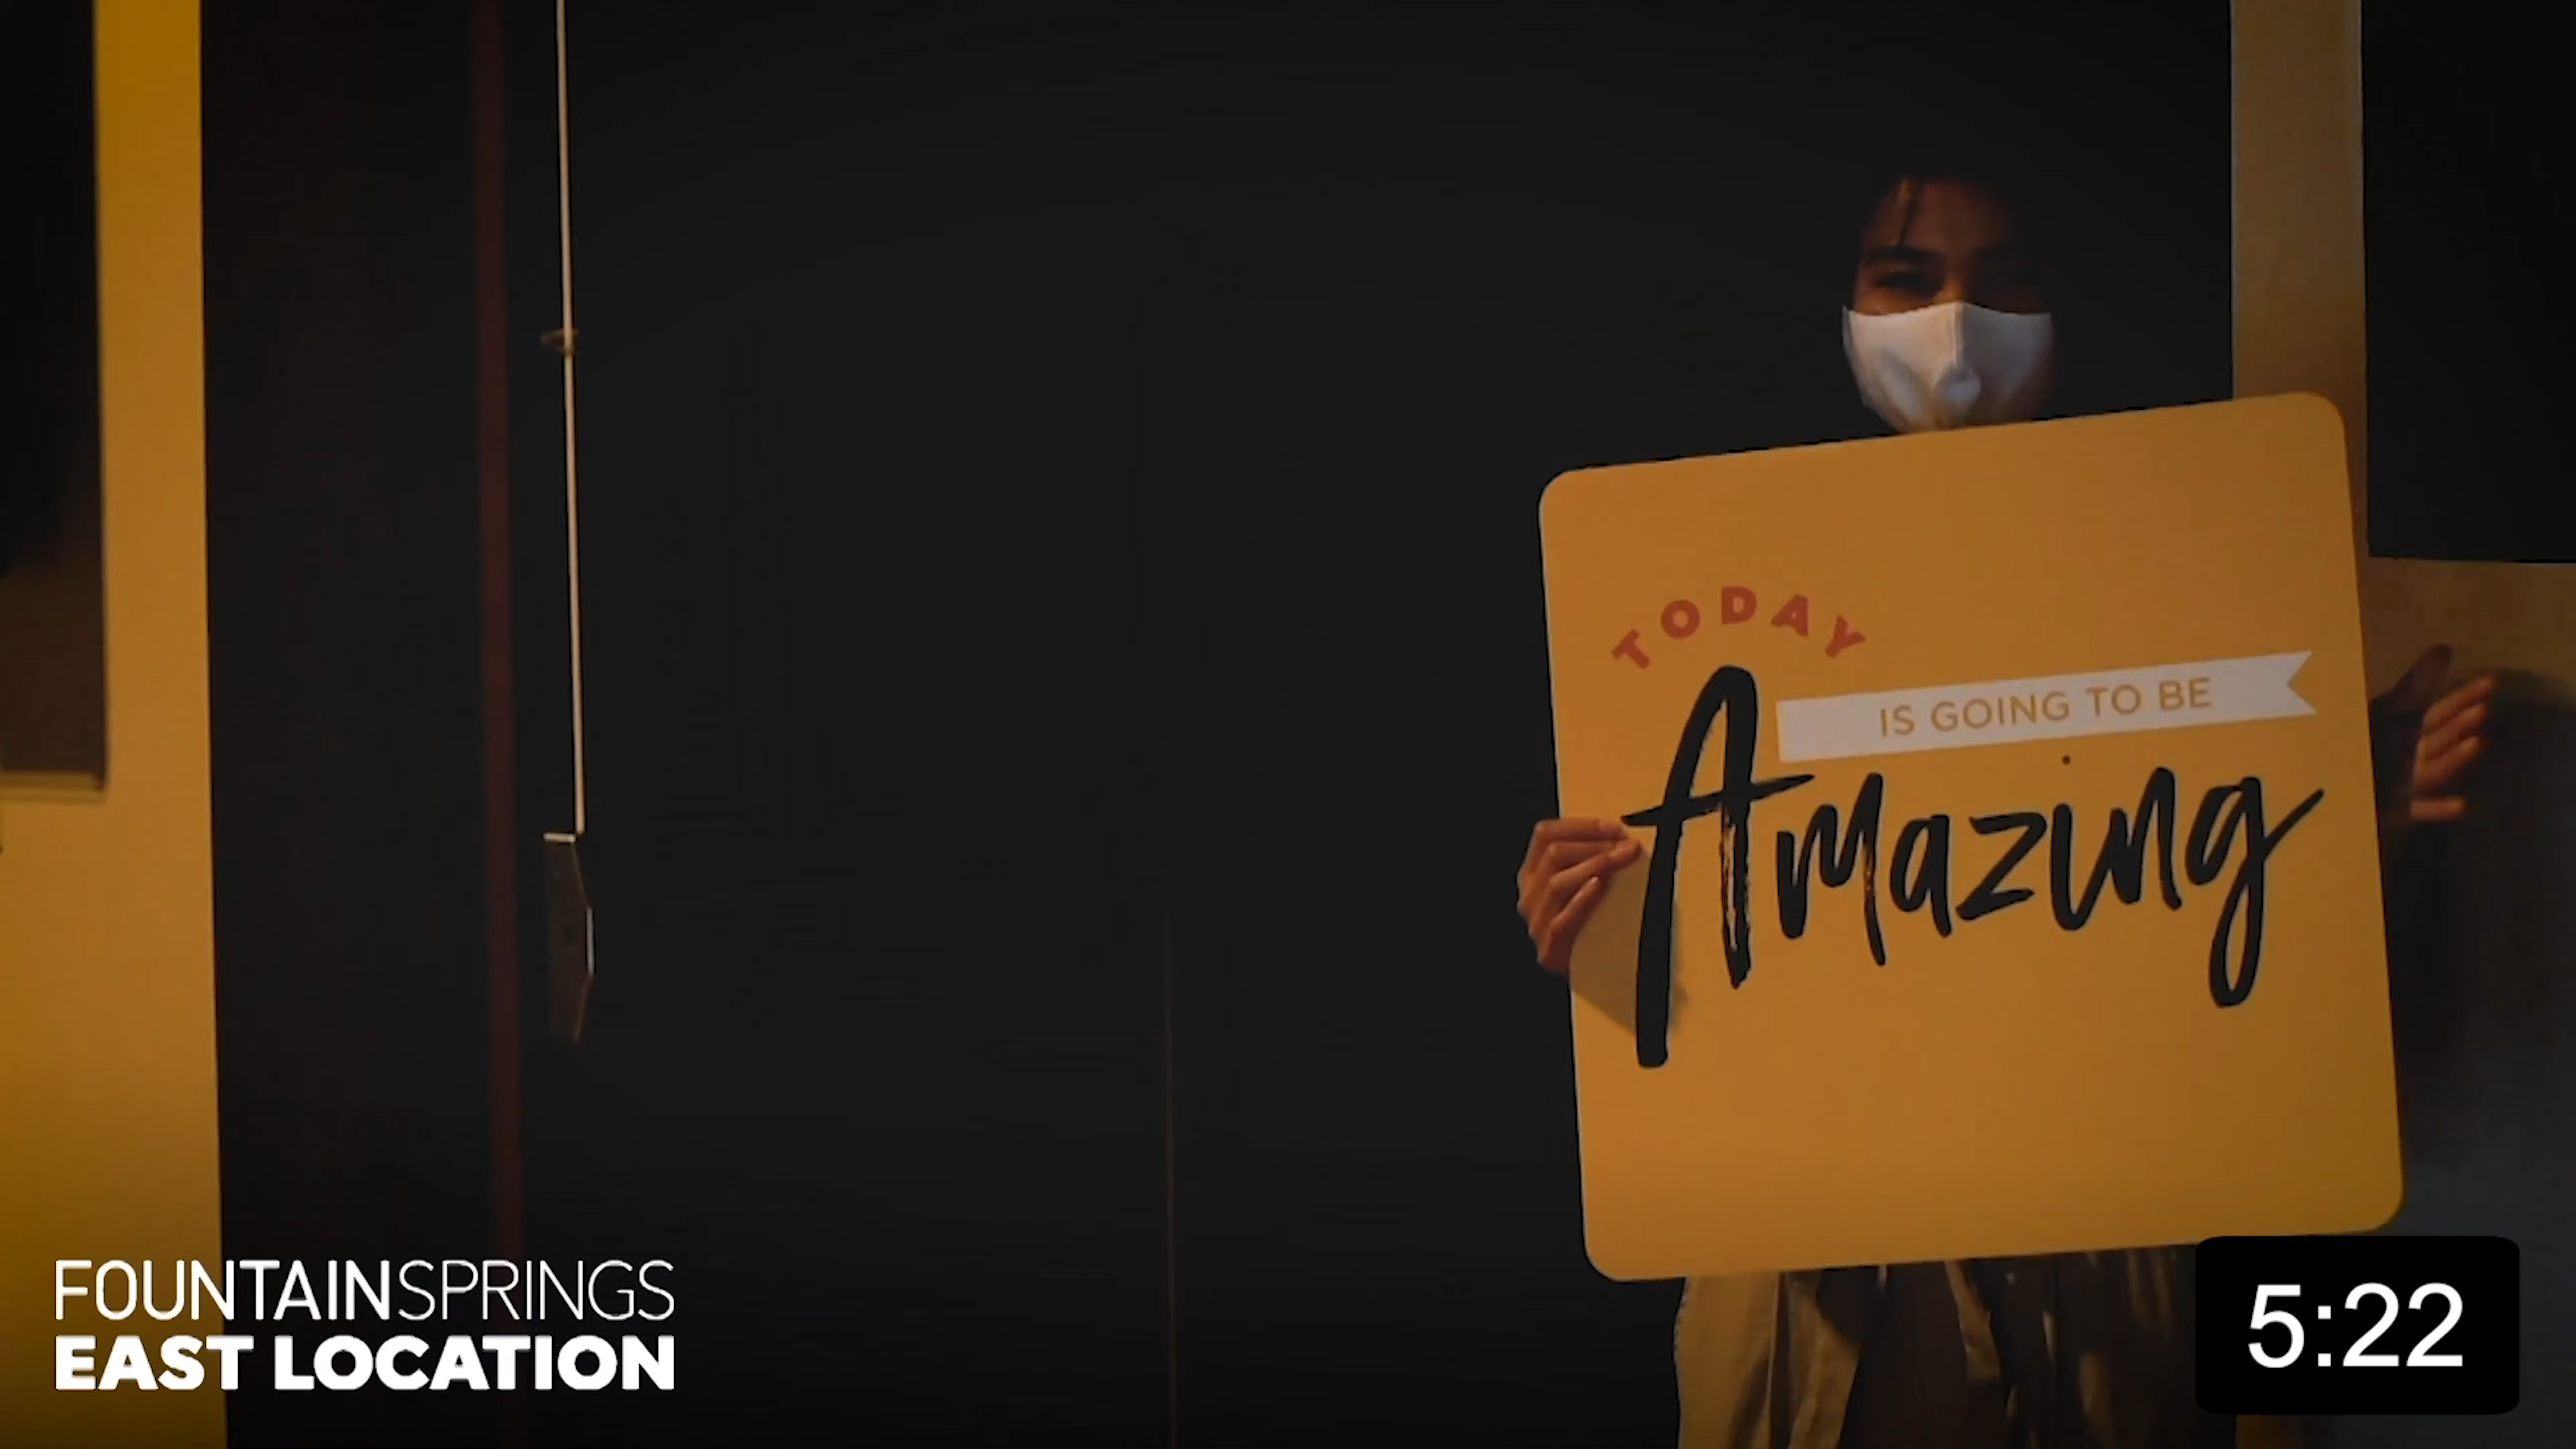 TODAY
IS GOING TO BE
Amazing
FOUNTAINSPRINGS
EAST LOCATION
5:22